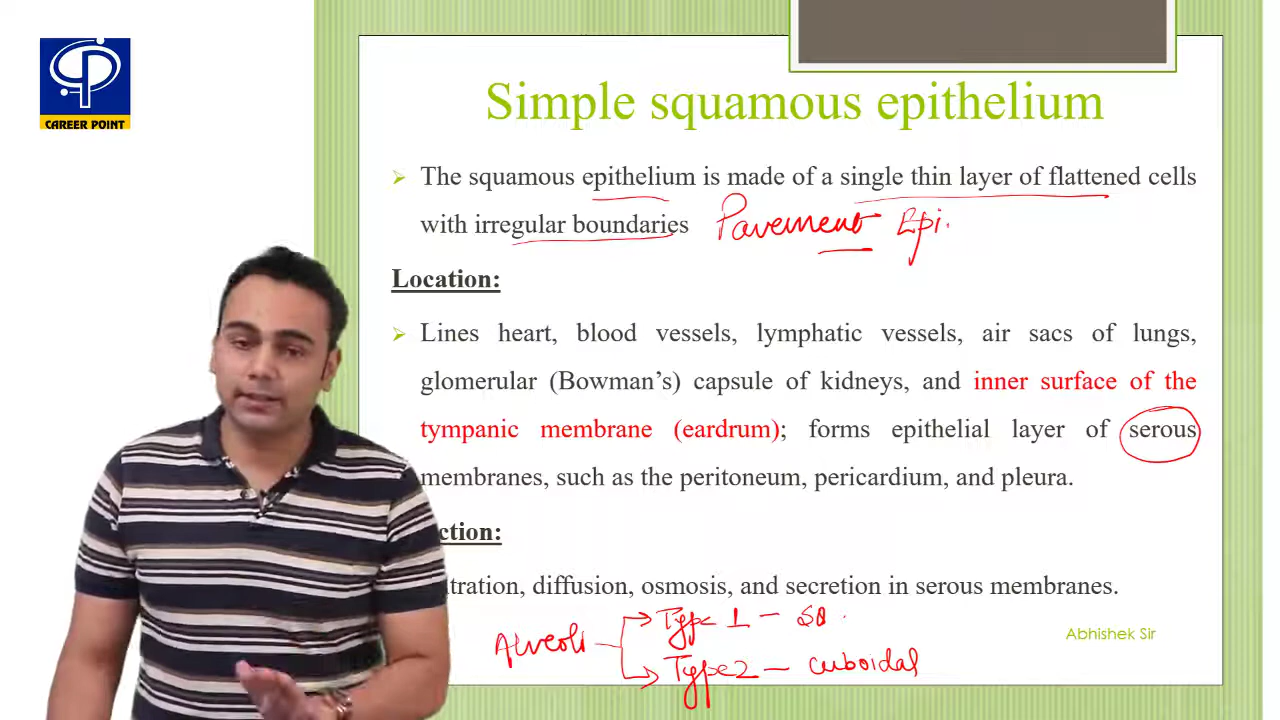 CAREER POINT
Simple squamous epithelium
The squamous epithelium is made of a single thin layer of flattened cells
with irregular boundaries Pavement Epi.
Location:
Lines heart, blood vessels, lymphatic vessels, air sacs of lungs,
glomerular (Bowman's) capsule of kidneys, and inner surface of the
tympanic membrane (eardrum); forms epithelial layer of serous
membranes, such as the peritoneum, pericardium, and pleura.
ction:
tration, diffusion, osmosis, and secretion in serous membranes.
Alveoli Type 1 - SQ.
Type 2 - cuboidal
Abhishek Sir